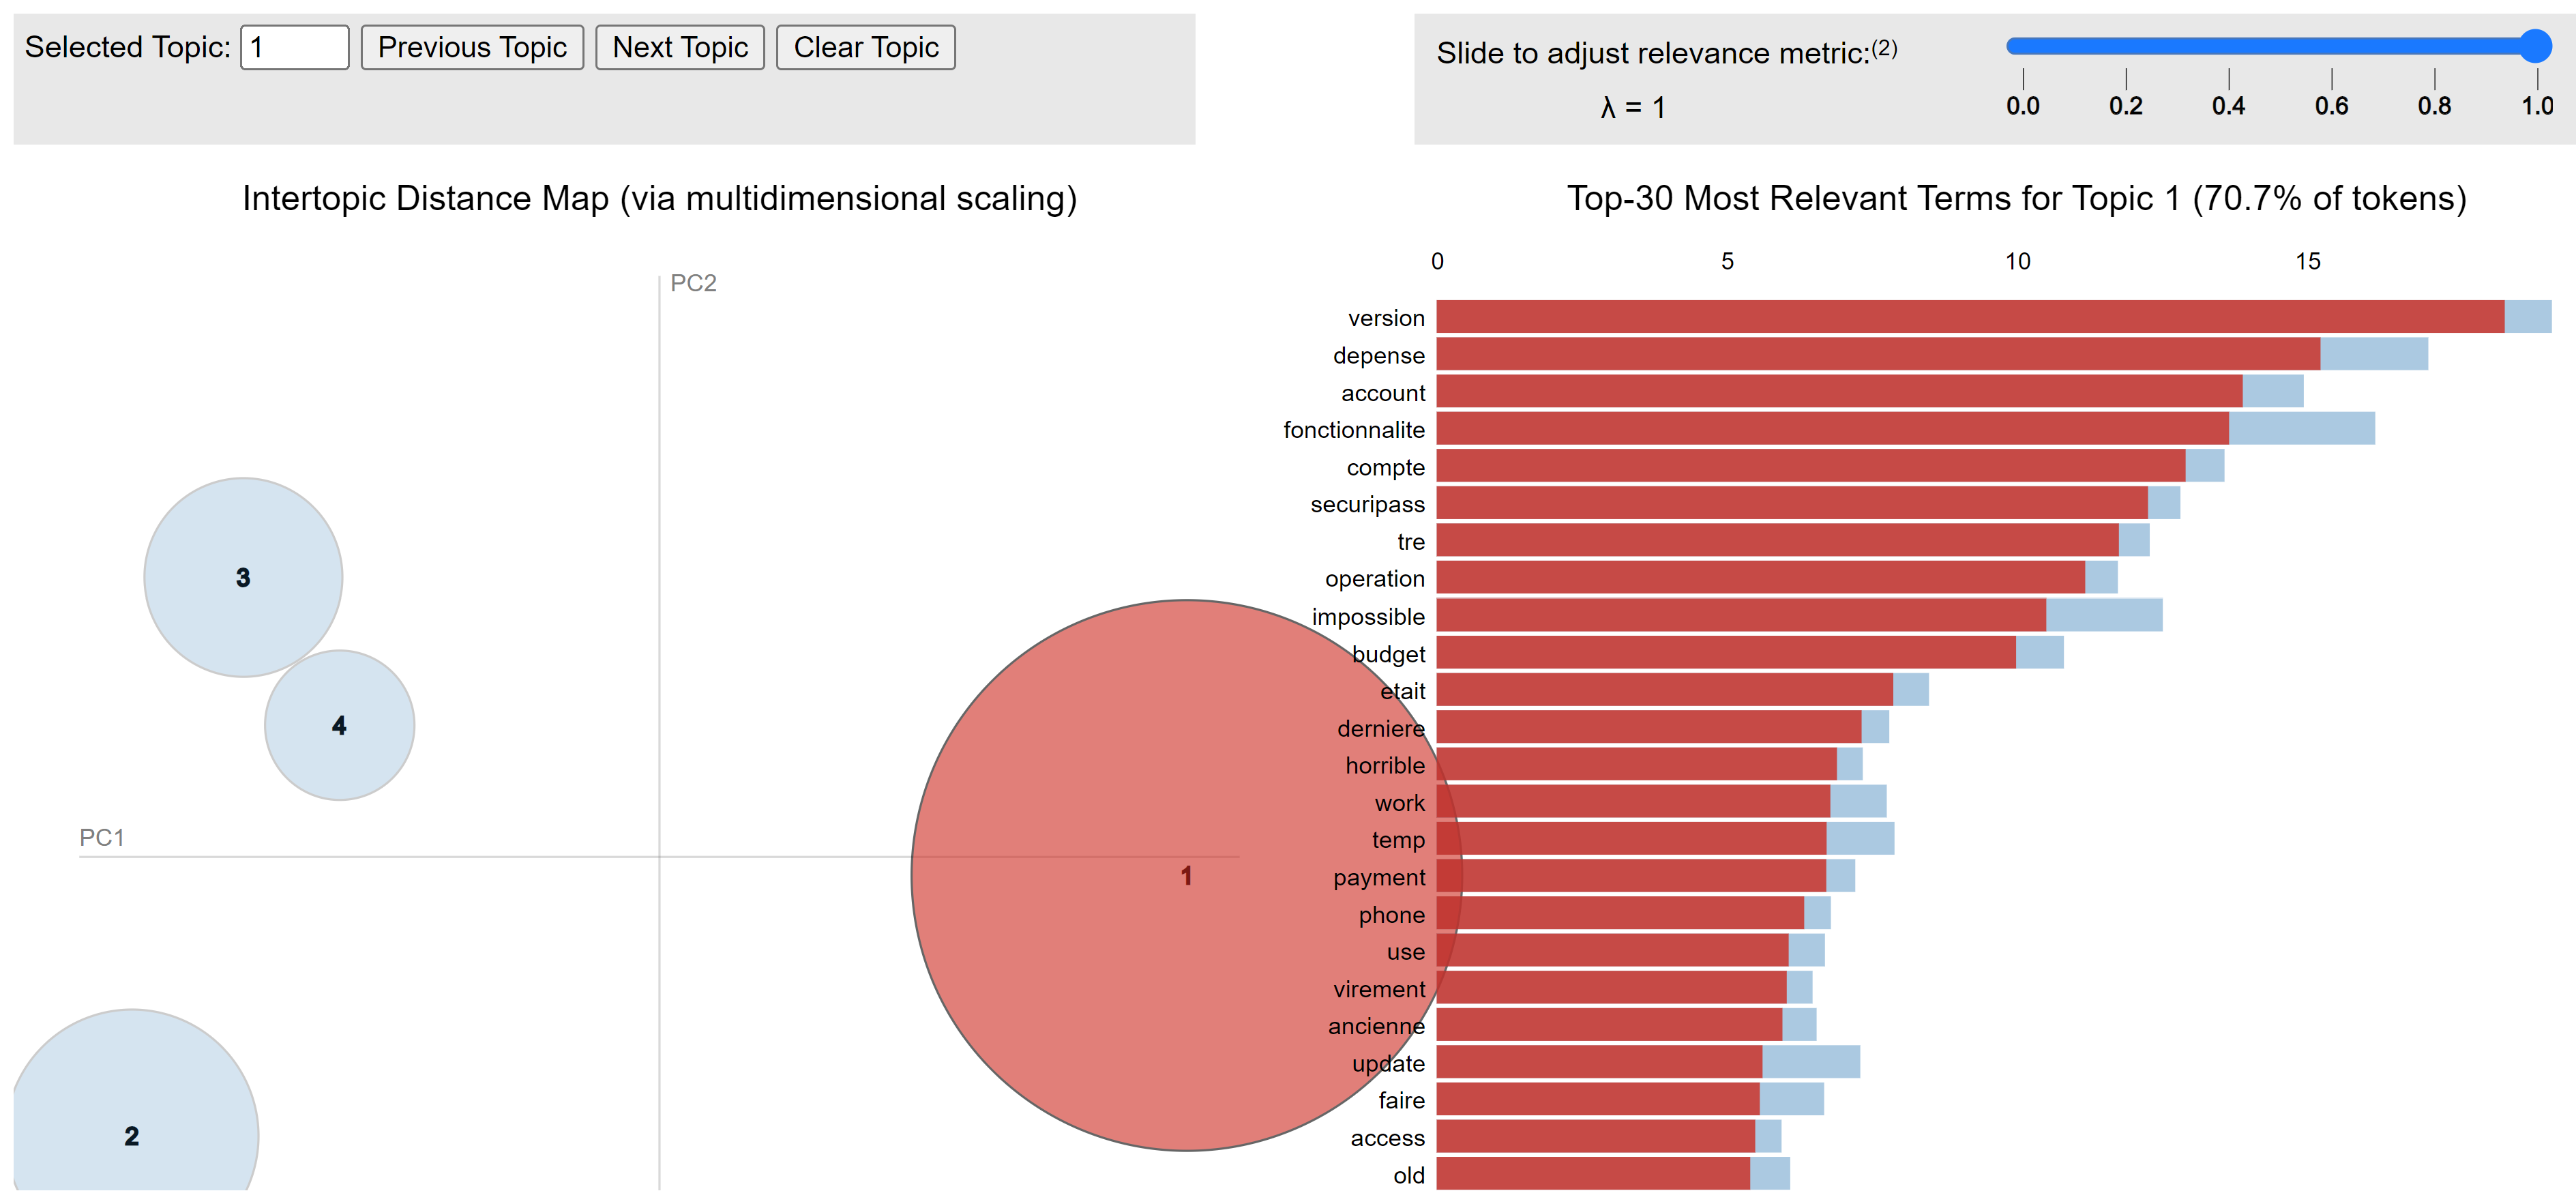 Selected Topic: 1 Previous Topic Next Topic Clear Topic
Slide to adjust relevance metric:(2)
λ = 1
0.0 0.2 0.4 0.6 0.8 1.0
Intertopic Distance Map (via multidimensional scaling)
PC2
3
4
PC1
1
2
Top-30 Most Relevant Terms for Topic 1 (70.7% of tokens)
0 5 10 15
version
depense
account
fonctionnalite
compte
securipass
tre
operation
impossible
budget
etait
derniere
horrible
work
temp
payment
phone
use
virement
ancienne
update
faire
access
old